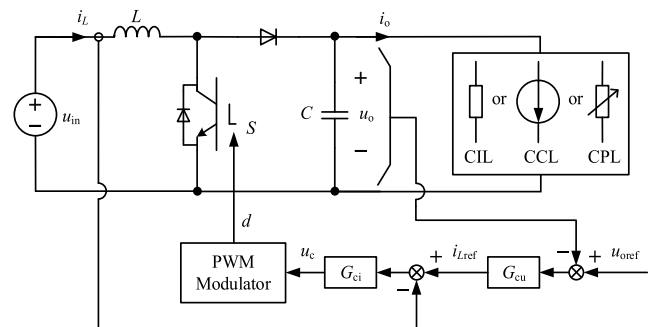 i_L
L
i_o
S
u_in
C
+
u_o
−
or
or
CIL
CCL
CPL
d
PWM
Modulator
u_c
G_ci
+
−
i_Lref
G_cu
−
+
u_oref